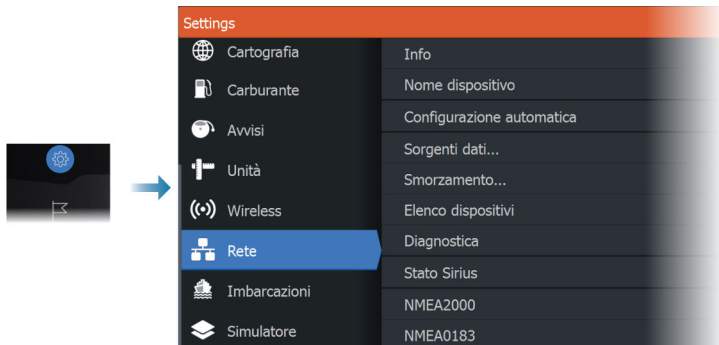 Settings
Cartografia
Carburante
Avvisi
Unità
Wireless
Rete
Imbarcazioni
Simulatore
Info
Nome dispositivo
Configurazione automatica
Sorgenti dati...
Smorzamento...
Elenco dispositivi
Diagnostica
Stato Sirius
NMEA2000
NMEA0183